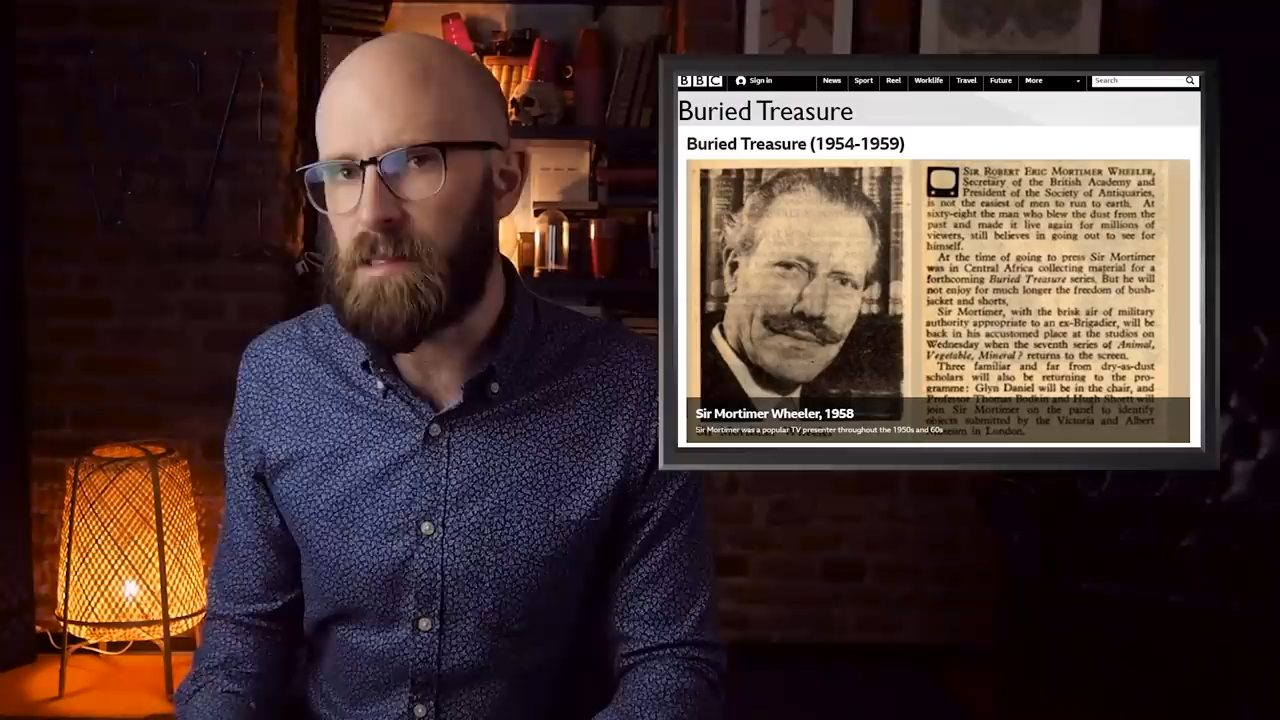 BBC Sign in News Sport Reel Worklife Travel Future More Search
Buried Treasure
Buried Treasure (1954-1959)
SIR ROBERT ERIC MORTIMER WHEELER,
Secretary of the British Academy and
President of the Society of Antiquaries,
is not the easiest of men to run to earth. At
sixty-eight the man who blew the dust from the
past and made it live again for millions of
viewers, still believes in going out to see for
himself.
At the time of going to press Sir Mortimer
was in Central Africa collecting material for a
forthcoming Buried Treasure series. But he will
not enjoy for much longer the freedom of bush-
jacket and shorts.
Sir Mortimer, with the brisk air of military
authority appropriate to an ex-Brigadier, will be
back in his accustomed place at the studios on
Wednesday when the seventh series of Animal,
Vegetable, Mineral? returns to the screen.
Three familiar and far from dry-as-dust
scholars will also be returning to the pro-
gramme: Glyn Daniel will be in the chair, and
Professor Thomas Bodkin and Hugh Shortt will
join Sir Mortimer on the panel to identify
objects submitted by the Victoria and Albert
Museum in London.
Sir Mortimer Wheeler, 1958
Sir Mortimer was a popular TV presenter throughout the 1950s and 60s